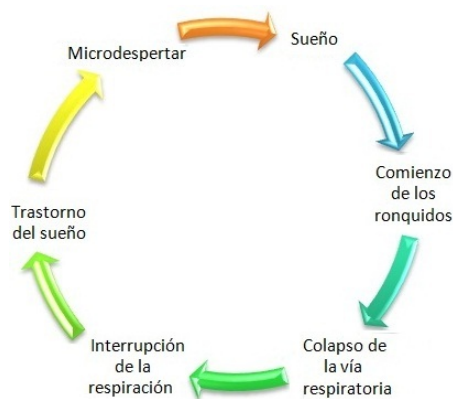 Sueño
Comienzo
de los
ronquidos
Colapso de
la vía
respiratoria
Interrupción
de la
respiración
Trastorno
del sueño
Microdespertar